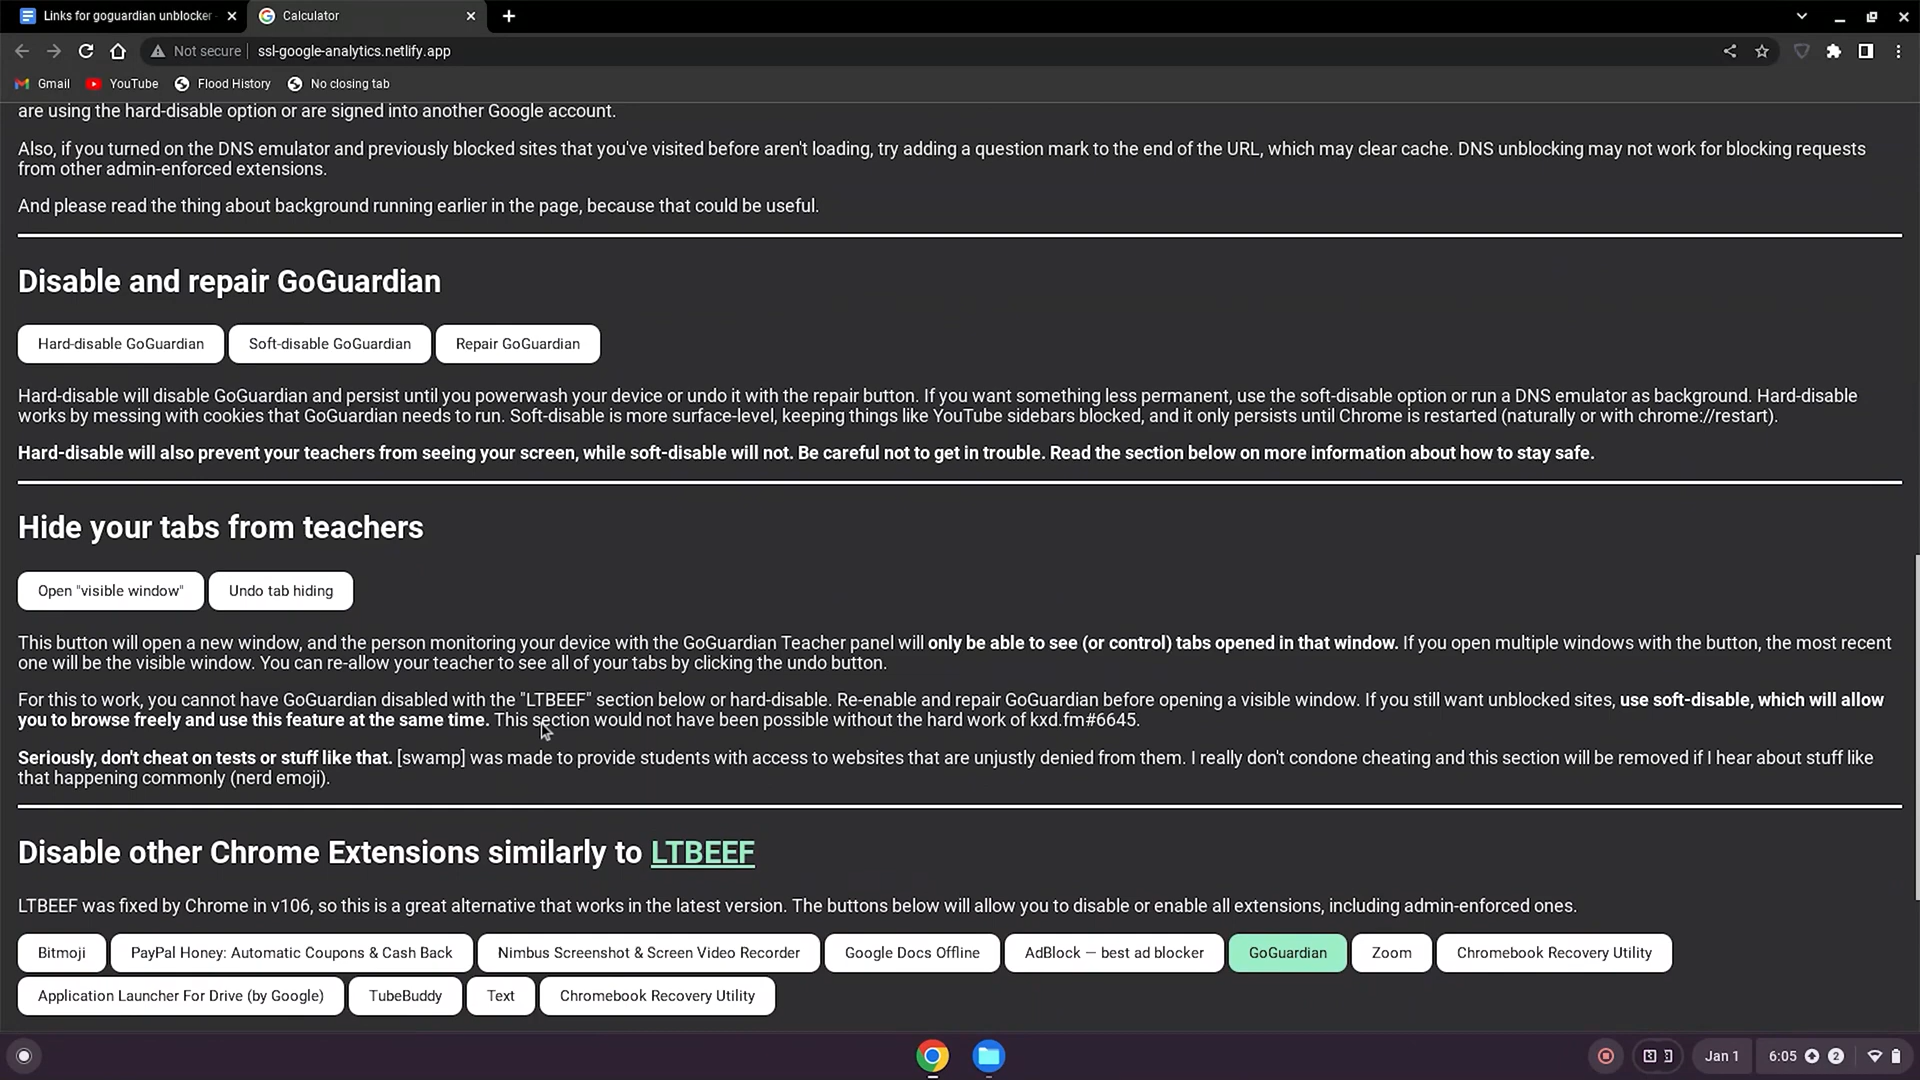 Links for goguardian unblocker -
Calculator
Not secure
ssl-google-analytics.netlify.app
Gmail
YouTube
Flood History
No closing tab
are using the hard-disable option or are signed into another Google account.
Also, if you turned on the DNS emulator and previously blocked sites that you've visited before aren't loading, try adding a question mark to the end of the URL, which may clear cache. DNS unblocking may not work for blocking requests
from other admin-enforced extensions.
And please read the thing about background running earlier in the page, because that could be useful.
Disable and repair GoGuardian
Hard-disable GoGuardian
Soft-disable GoGuardian
Repair GoGuardian
Hard-disable will disable GoGuardian and persist until you powerwash your device or undo it with the repair button. If you want something less permanent, use the soft-disable option or run a DNS emulator as background. Hard-disable
works by messing with cookies that GoGuardian needs to run. Soft-disable is more surface-level, keeping things like YouTube sidebars blocked, and it only persists until Chrome is restarted (naturally or with chrome://restart).
Hard-disable will also prevent your teachers from seeing your screen, while soft-disable will not. Be careful not to get in trouble. Read the section below on more information about how to stay safe.
Hide your tabs from teachers
Open "visible window"
Undo tab hiding
This button will open a new window, and the person monitoring your device with the GoGuardian Teacher panel will only be able to see (or control) tabs opened in that window. If you open multiple windows with the button, the most recent
one will be the visible window. You can re-allow your teacher to see all of your tabs by clicking the undo button.
For this to work, you cannot have GoGuardian disabled with the "LTBEEF" section below or hard-disable. Re-enable and repair GoGuardian before opening a visible window. If you still want unblocked sites, use soft-disable, which will allow
you to browse freely and use this feature at the same time. This section would not have been possible without the hard work of kxd.fm#6645.
Seriously, don't cheat on tests or stuff like that. [swamp] was made to provide students with access to websites that are unjustly denied from them. I really don't condone cheating and this section will be removed if I hear about stuff like
that happening commonly (nerd emoji).
Disable other Chrome Extensions similarly to LTBEEF
LTBEEF was fixed by Chrome in v106, so this is a great alternative that works in the latest version. The buttons below will allow you to disable or enable all extensions, including admin-enforced ones.
Bitmoji
PayPal Honey: Automatic Coupons & Cash Back
Nimbus Screenshot & Screen Video Recorder
Google Docs Offline
AdBlock — best ad blocker
GoGuardian
Zoom
Chromebook Recovery Utility
Application Launcher For Drive (by Google)
TubeBuddy
Text
Chromebook Recovery Utility
Jan 1
6:05
2